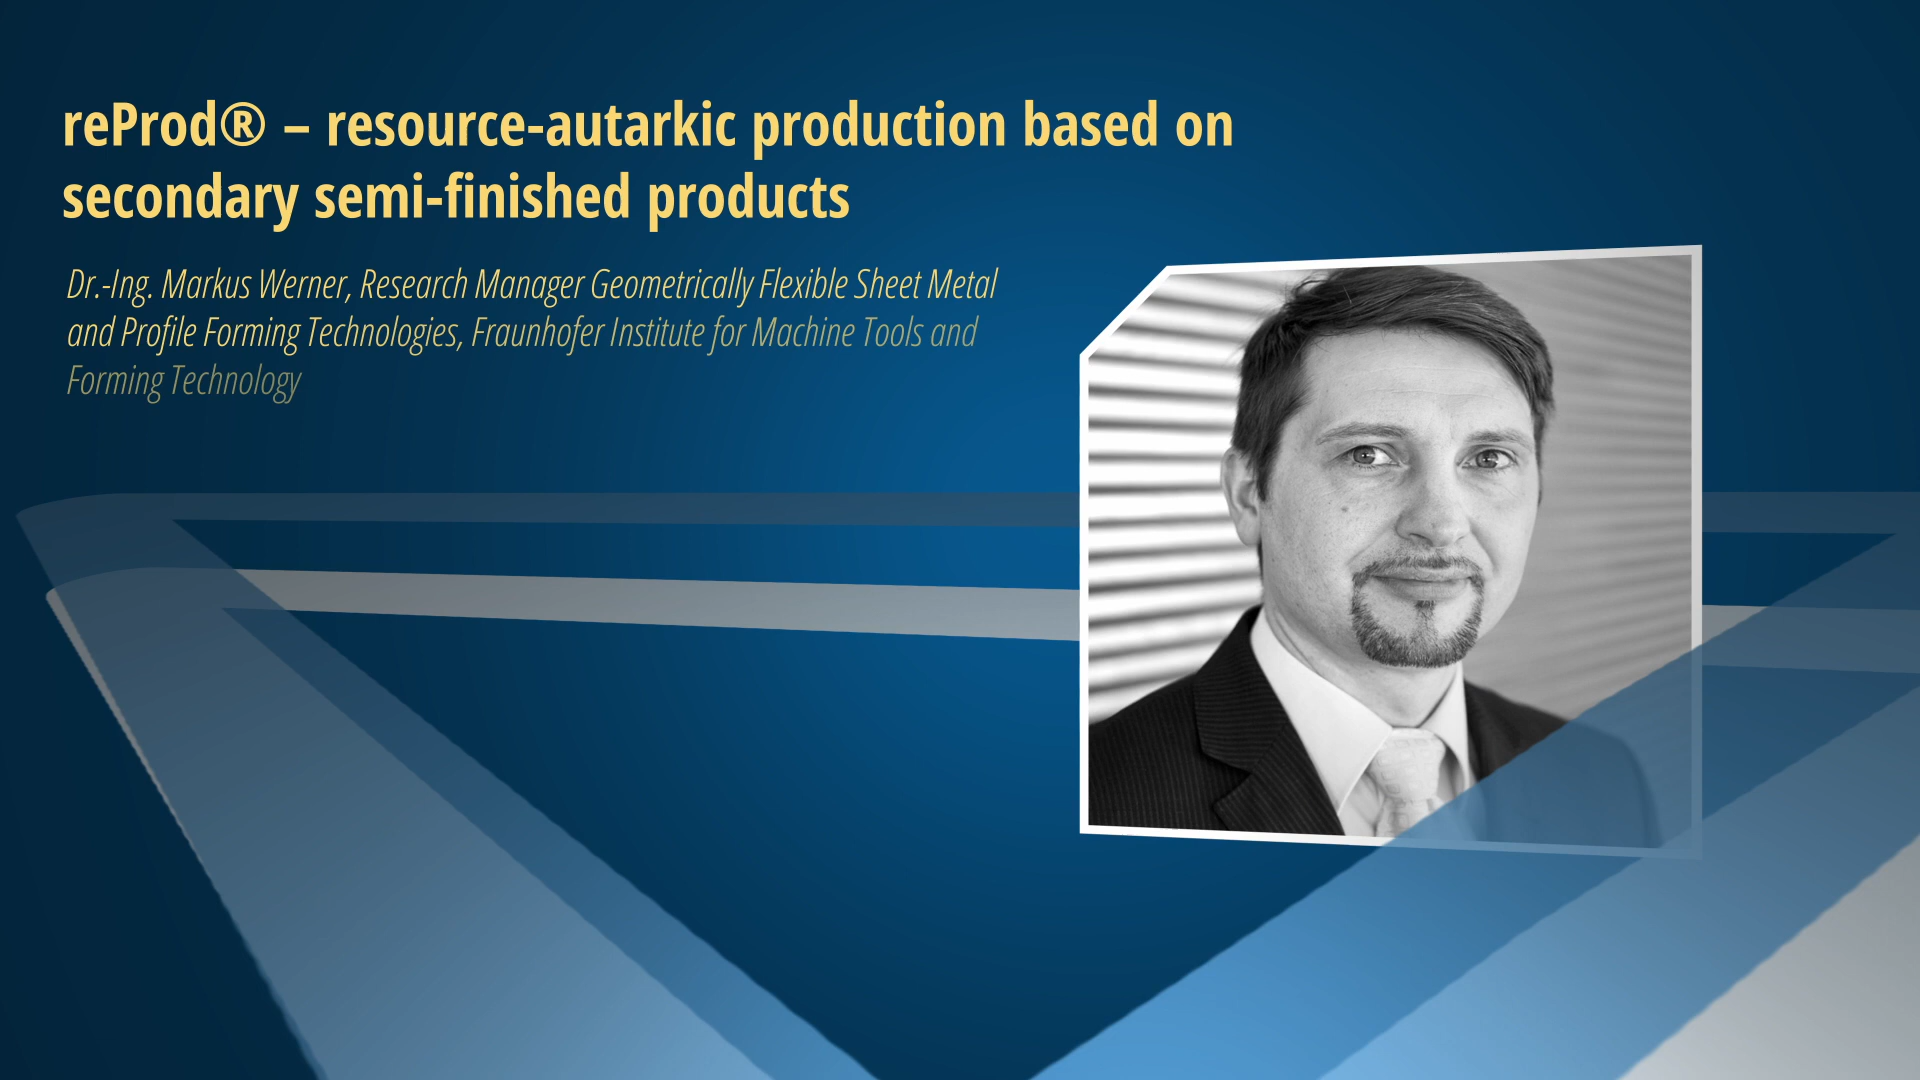 reProd® – resource-autarkic production based on
secondary semi-finished products
Dr.-Ing. Markus Werner, Research Manager Geometrically Flexible Sheet Metal
and Profile Forming Technologies, Fraunhofer Institute for Machine Tools and
Forming Technology